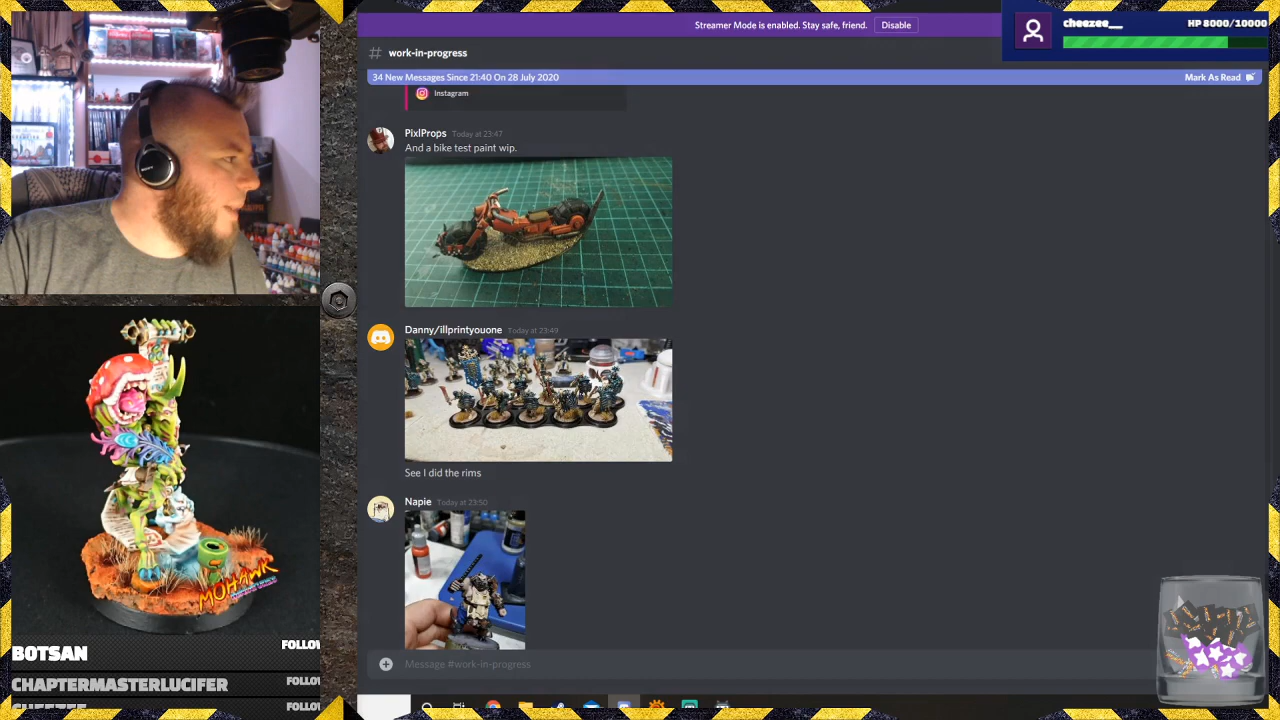 Streamer Mode is enabled. Stay safe, friend.
Disable
cheezee__
HP 8000/10000
# work-in-progress
34 New Messages Since 21:40 On 28 July 2020
Mark As Read
Instagram
PixlProps Today at 23:47
And a bike test paint wip.
Danny/illprintyouone Today at 23:49
See I did the rims
Napie Today at 23:50
Message #work-in-progress
MOHAWK
BOTSAN
FOLLOW
CHAPTERMASTERLUCIFER
FOLLOW